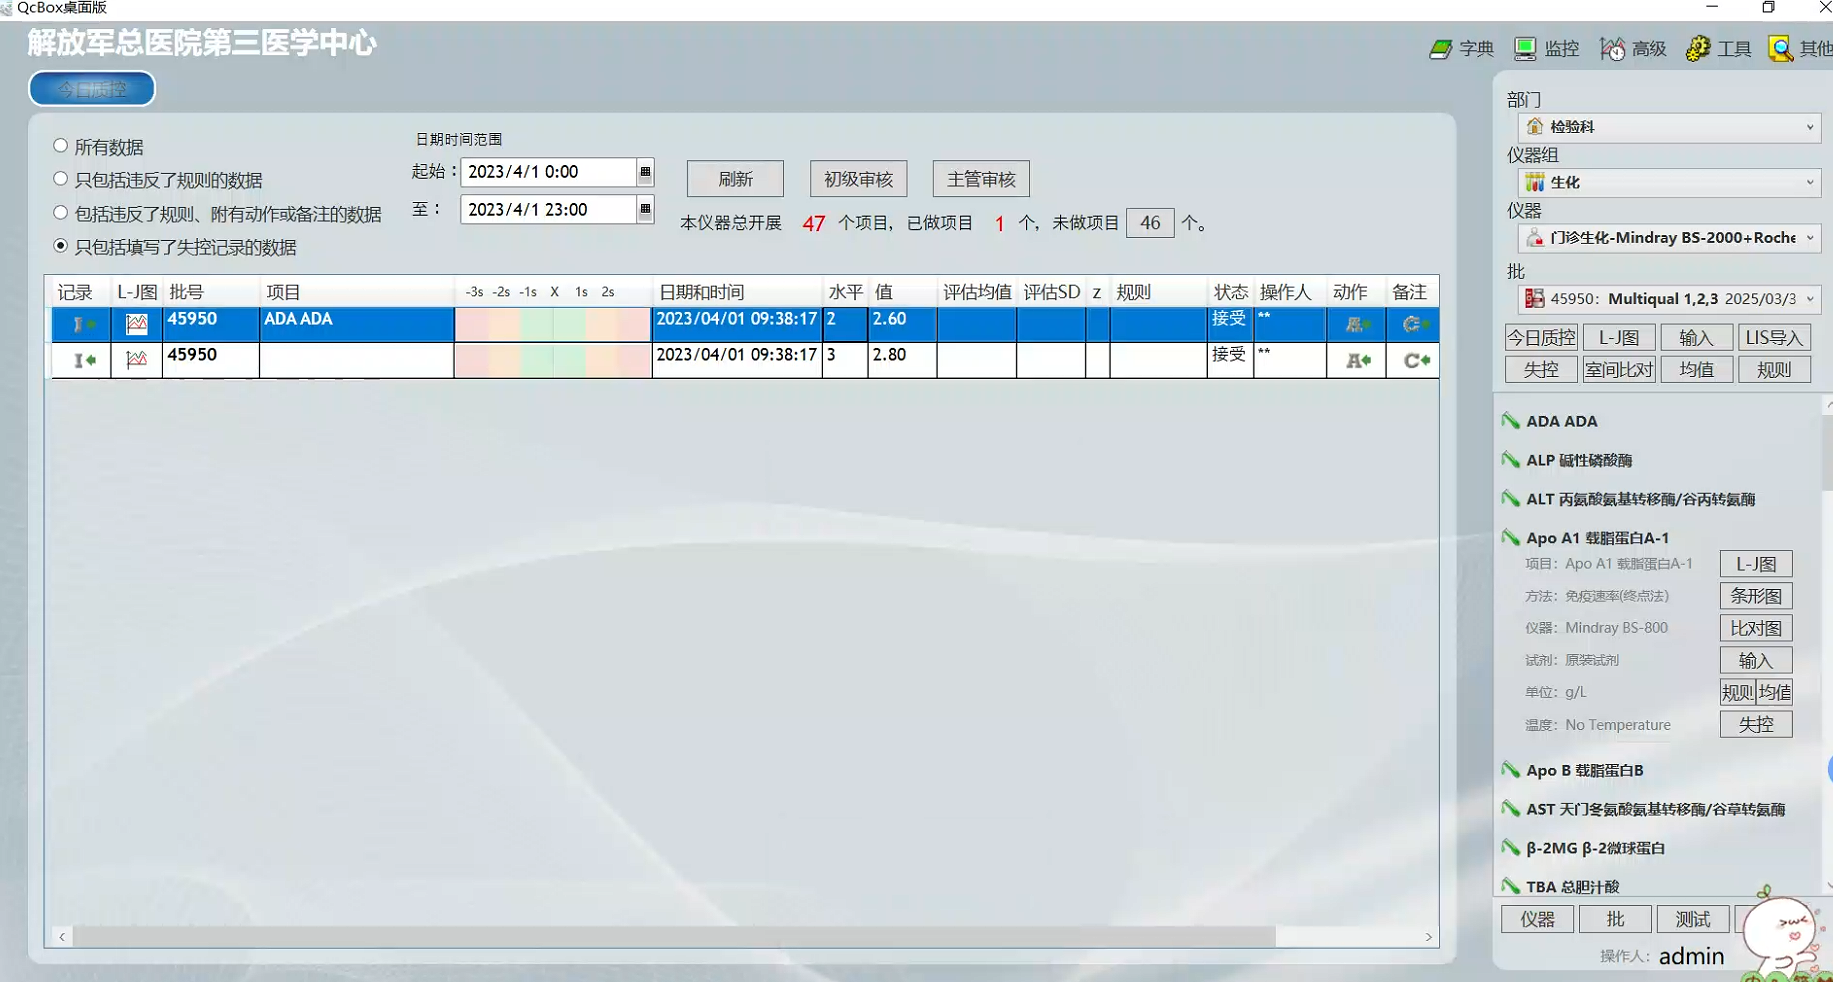 QcBox桌面版
解放军总医院第三医学中心
字典 监控 高级 工具 其他
今日质控
所有数据
只包括违反了规则的数据
包括违反了规则、附有动作或备注的数据
只包括填写了失控记录的数据
日期时间范围
起始： 2023/4/1 0:00
至： 2023/4/1 23:00
刷新 初级审核 主管审核
本仪器总开展 47 个项目，已做项目 1 个，未做项目 46 个。
记录 L-J图 批号 项目 -3s -2s -1s X 1s 2s 日期和时间 水平 值 评估均值 评估SD z 规则 状态 操作人 动作 备注
I 45950 ADA ADA 2023/04/01 09:38:17 2 2.60 接受 ** A C
I 45950 2023/04/01 09:38:17 3 2.80 接受 ** A C
部门
检验科
仪器组
生化
仪器
门诊生化-Mindray BS-2000+Roche
批
45950：Multiqual 1,2,3 2025/03/3
今日质控 L-J图 输入 LIS导入
失控 室间比对 均值 规则
ADA ADA
ALP 碱性磷酸酶
ALT 丙氨酸氨基转移酶/谷丙转氨酶
Apo A1 载脂蛋白A-1
项目：Apo A1 载脂蛋白A-1 L-J图
方法：免疫速率(终点法) 条形图
仪器：Mindray BS-800 比对图
试剂：原装试剂 输入
单位：g/L 规则 均值
温度：No Temperature 失控
Apo B 载脂蛋白B
AST 天门冬氨酸氨基转移酶/谷草转氨酶
β-2MG β-2微球蛋白
TBA 总胆汁酸
仪器 批 测试
操作人：admin